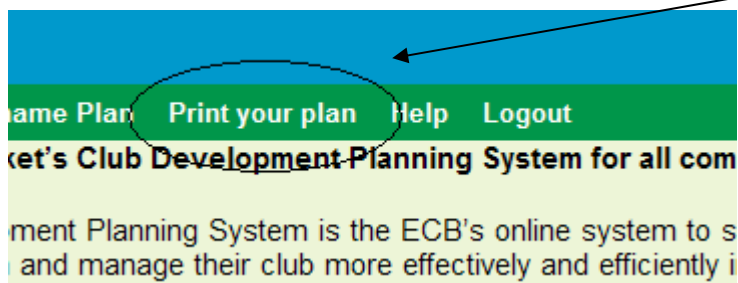 name Plan Print your plan Help Logout
ket's Club Development Planning System for all com
ment Planning System is the ECB's online system to s
and manage their club more effectively and efficiently i